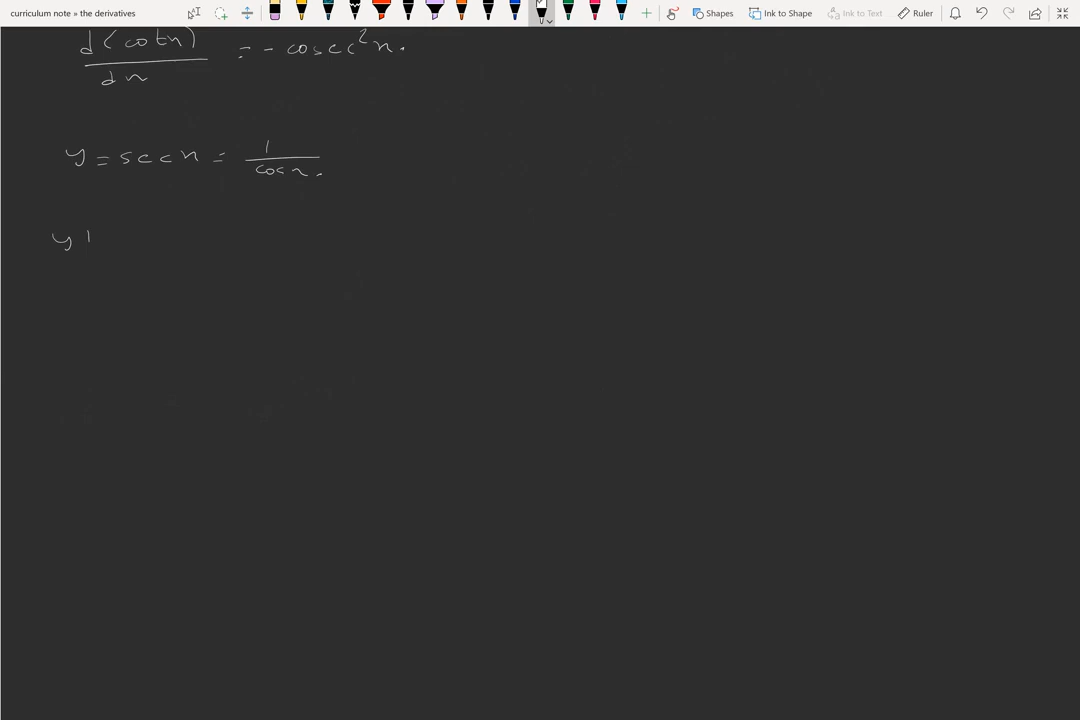 curriculum note » the derivatives
Shapes Ink to Shape Ink to Text Ruler
d(cotx)/dx = - cosec²x.
y = secx = 1/cosx.
y'